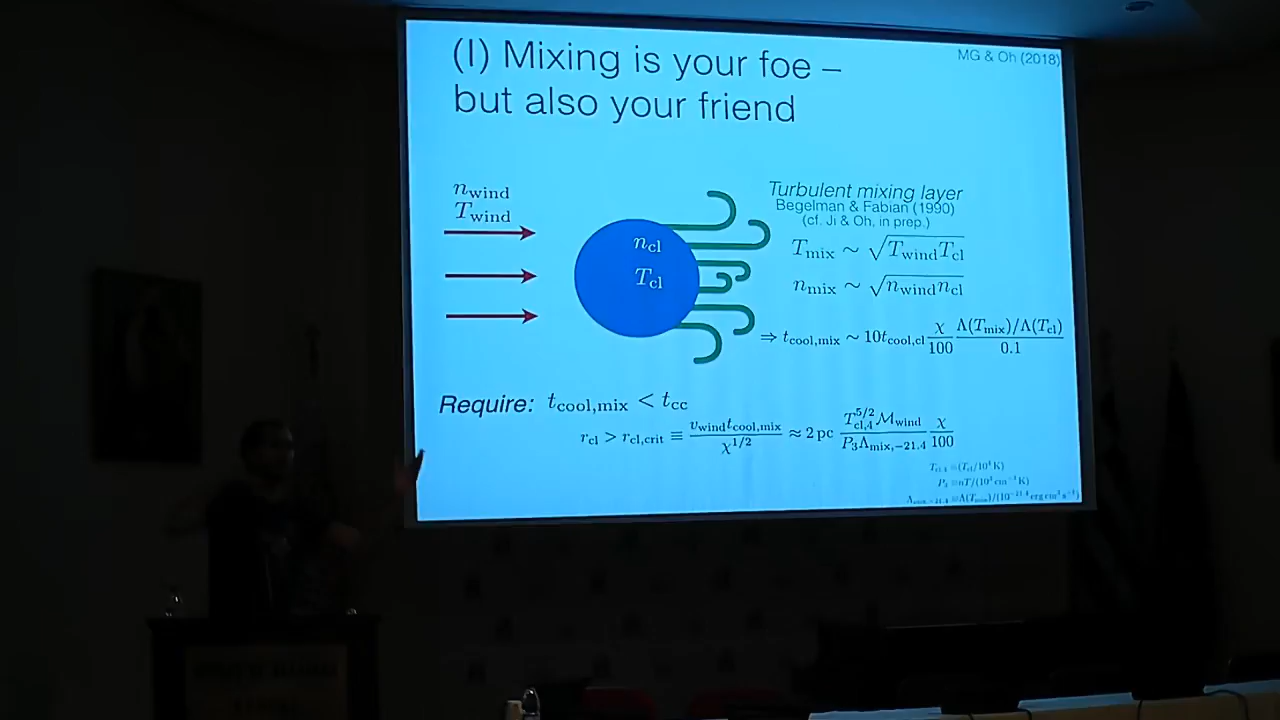 (I) Mixing is your foe –
but also your friend
MG & Oh (2018)
n_wind
T_wind
n_cl
T_cl
Turbulent mixing layer
Begelman & Fabian (1990)
(cf. Ji & Oh, in prep.)
T_mix ∼ √(T_wind T_cl)
n_mix ∼ √(n_wind n_cl)
⇒ t_cool,mix ∼ 10 t_cool,cl χ/100 Λ(T_mix)/Λ(T_cl)/0.1
Require: t_cool,mix < t_cc
r_cl > r_cl,crit ≡ v_wind t_cool,mix/χ^1/2 ≈ 2 pc T_cl,4^5/2 M_wind/P_3 Λ_mix,−21.4 χ/100